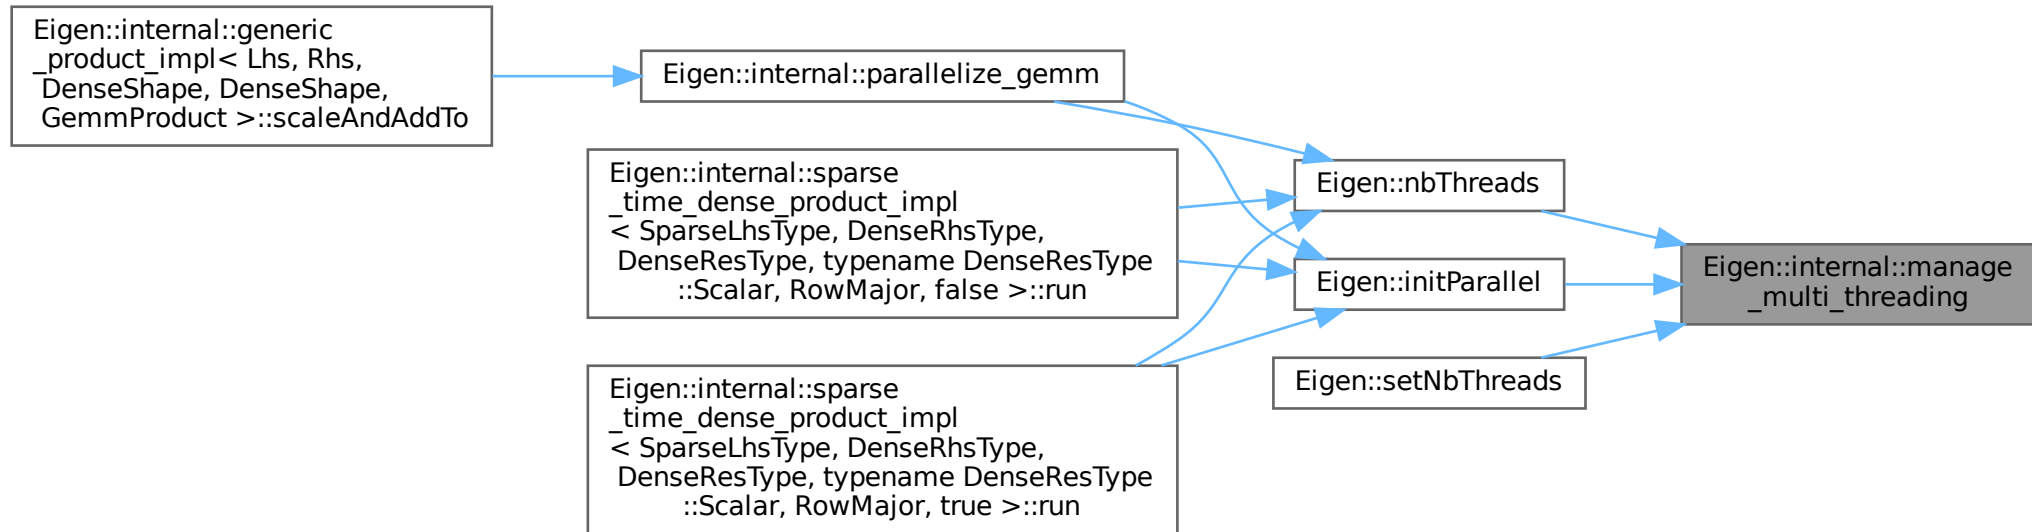 Eigen::internal::generic
_product_impl< Lhs, Rhs,
DenseShape, DenseShape,
GemmProduct >::scaleAndAddTo
Eigen::internal::parallelize_gemm
Eigen::internal::sparse
_time_dense_product_impl
< SparseLhsType, DenseRhsType,
DenseResType, typename DenseResType
::Scalar, RowMajor, false >::run
Eigen::internal::sparse
_time_dense_product_impl
< SparseLhsType, DenseRhsType,
DenseResType, typename DenseResType
::Scalar, RowMajor, true >::run
Eigen::nbThreads
Eigen::initParallel
Eigen::setNbThreads
Eigen::internal::manage
_multi_threading